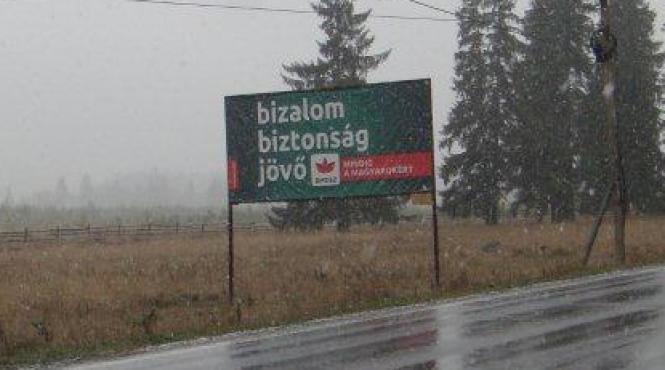 bizalom
biztonság
jövő
RMDSZ
MINDIG
A MAGYAROKÉRT